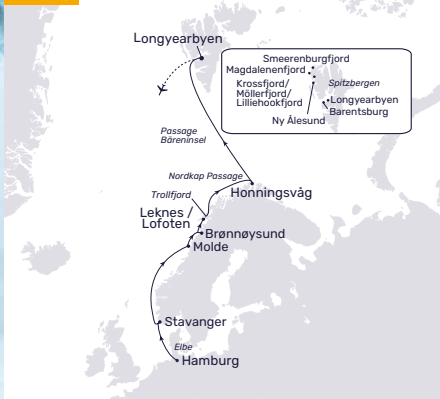 Longyearbyen
Smeerenburgfjord
Magdalenenfjord
Krossfjord/
Möllerfjord/
Lilliehookfjord
Spitzbergen
Longyearbyen
Barentsburg
Ny Ålesund
Passage
Bäreninsel
Nordkap Passage
Honningsvåg
Trollfjord
Leknes /
Lofoten
Brønnøysund
Molde
Stavanger
Elbe
Hamburg